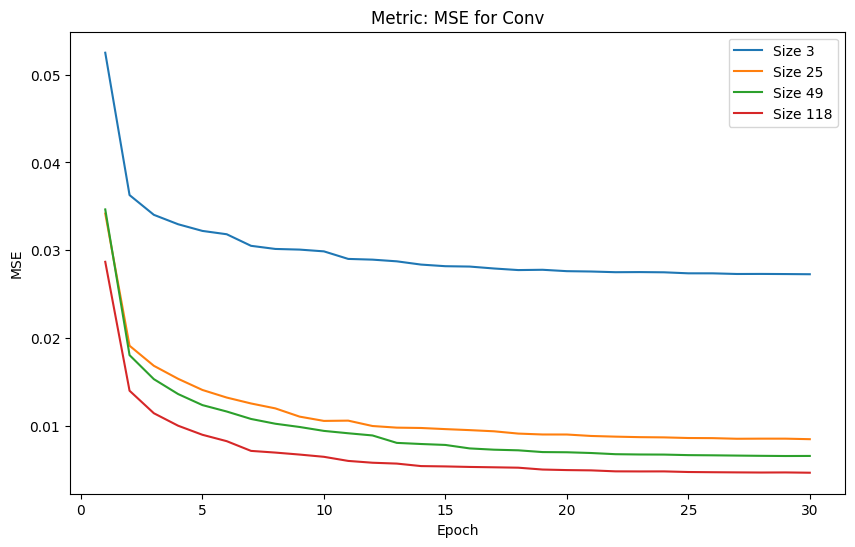 Metric: MSE for Conv
Size 3
Size 25
Size 49
Size 118
MSE
0.05
0.04
0.03
0.02
0.01
0 5 10 15 20 25 30
Epoch